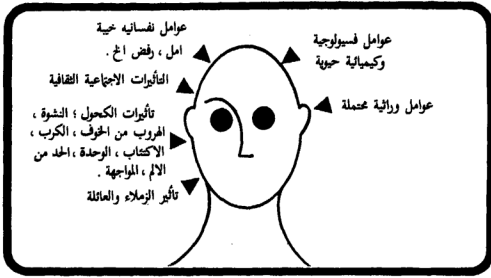 عوامل نفسانيه خيبة
امل ، رفض الخ .
التأثيرات الاجتماعية الثقافية
تأثيرات الكحول ؛ النشوة ،
الهروب من الخوف ، الكرب ،
الاكتئاب ، الوحدة ، الحد من
الالم ، المواجهة .
تأثير الزملاء والعائلة
عوامل فسيولوجية
وكيميائية حيوية
عوامل وراثية محتملة